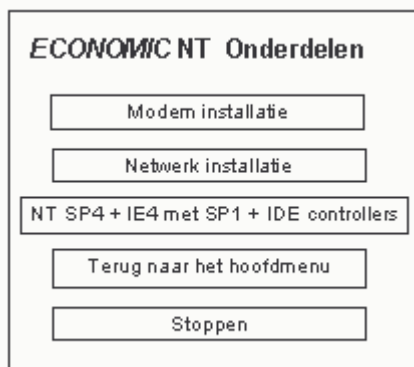 ECONOMIC NT Onderdelen
Modem installatie
Netwerk installatie
NT SP4 + IE4 met SP1 + IDE controllers
Terug naar het hoofdmenu
Stoppen